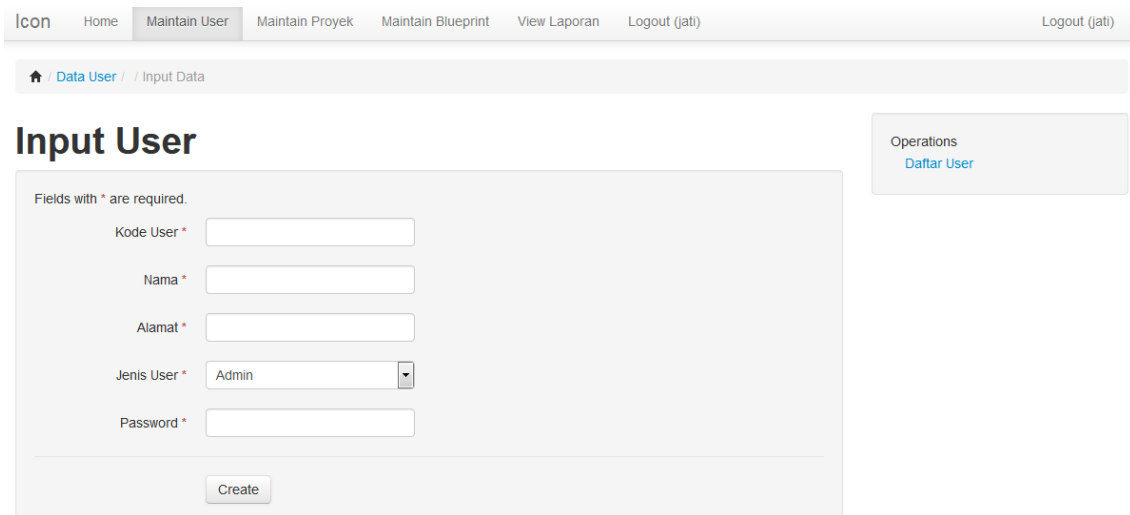 Icon Home Maintain User Maintain Proyek Maintain Blueprint View Laporan Logout (jati) Logout (jati)
/ Data User / / Input Data
Input User
Operations
Daftar User
Fields with * are required.
Kode User *
Nama *
Alamat *
Jenis User * Admin
Password *
Create